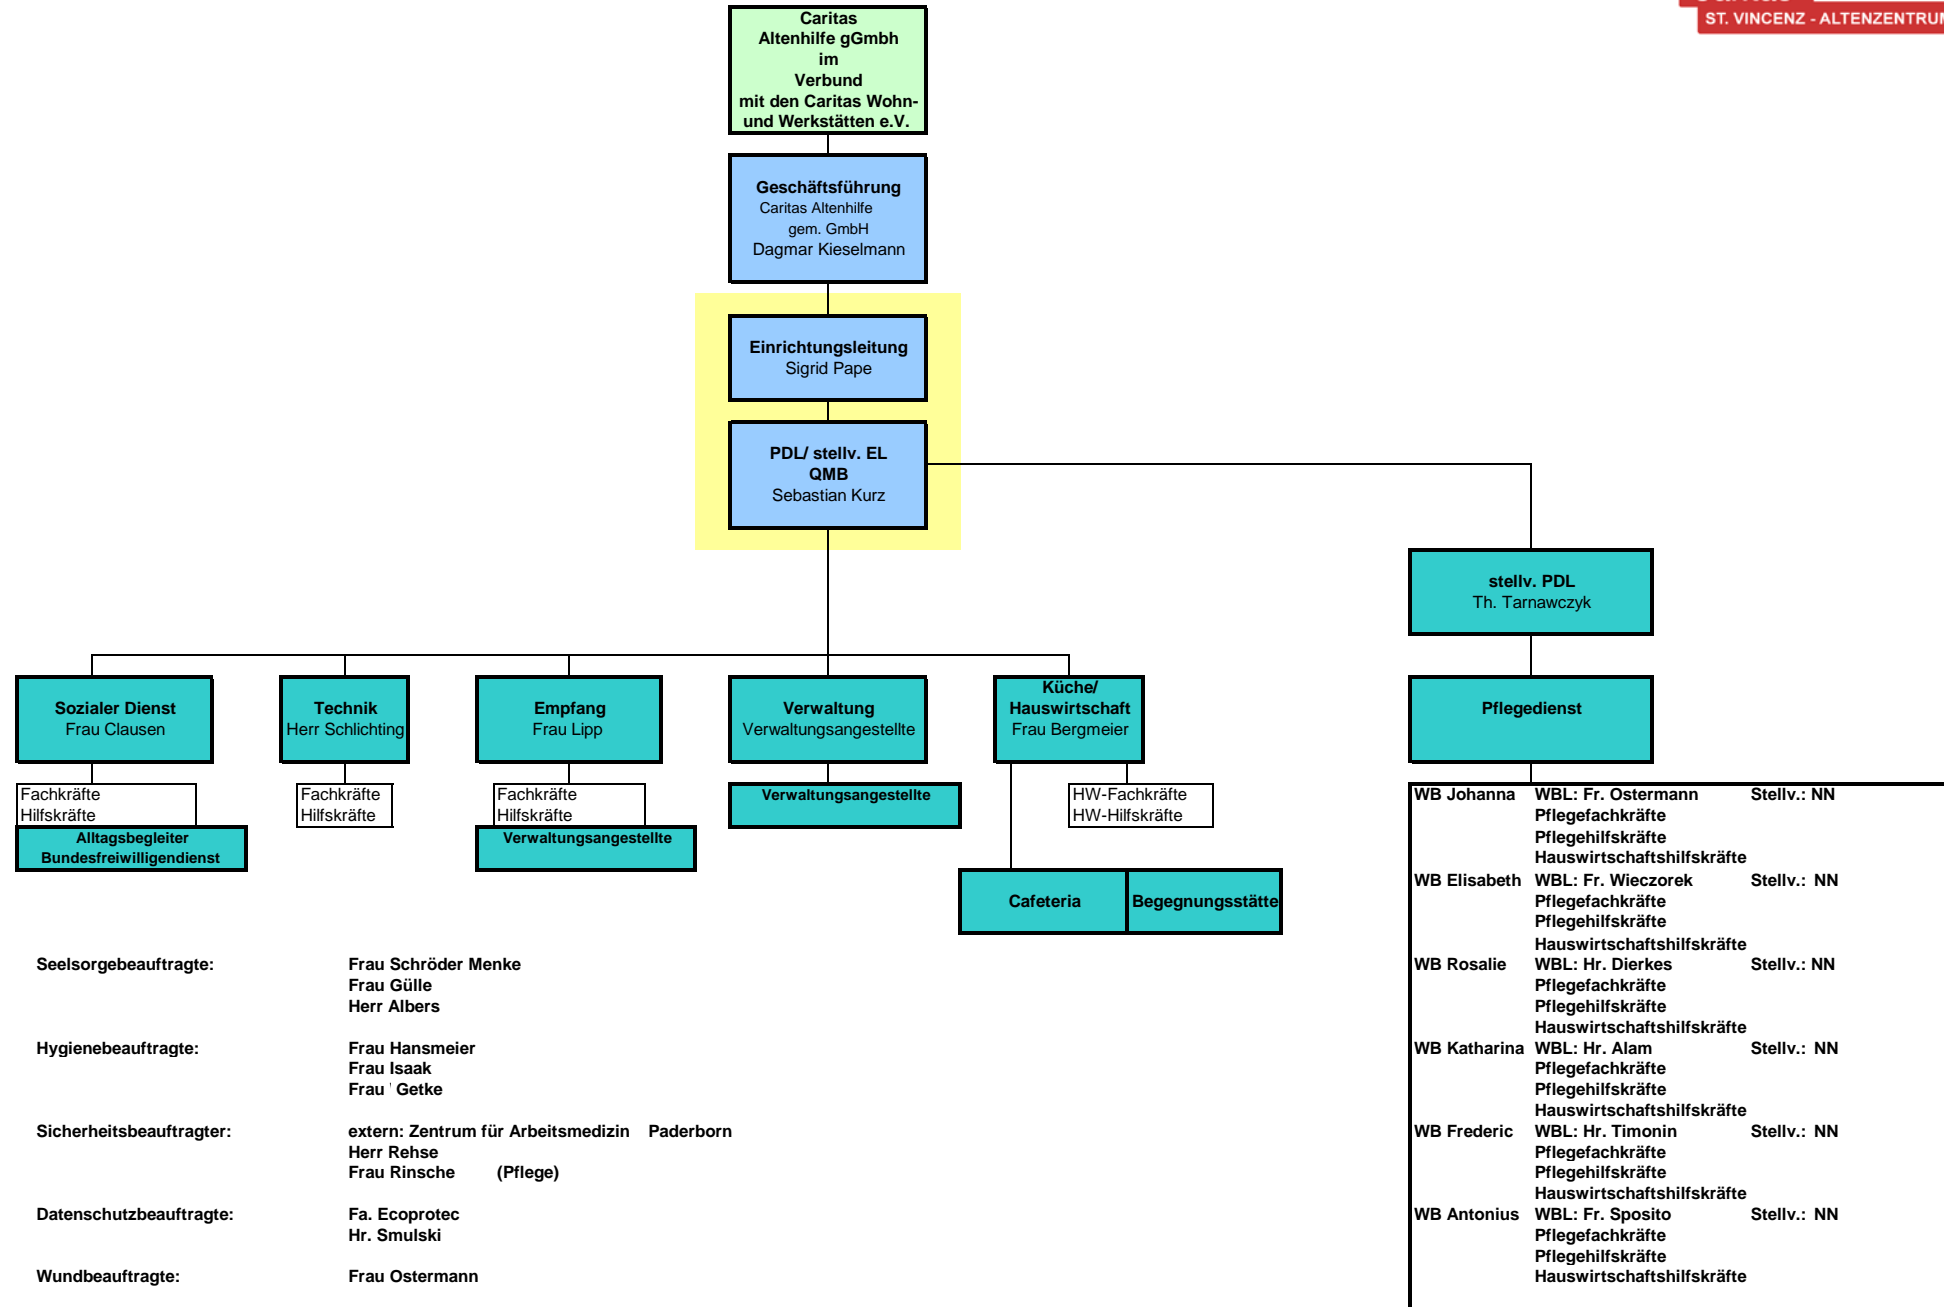 ST. VINCENZ - ALTENZENTRUM
Caritas
Altenhilfe gGmbh
im
Verbund
mit den Caritas Wohn-
und Werkstätten e.V.
Geschäftsführung
Caritas Altenhilfe
gem. GmbH
Dagmar Kieselmann
Einrichtungsleitung
Sigrid Pape
PDL/ stellv. EL
QMB
Sebastian Kurz
stellv. PDL
Th. Tarnawczyk
Sozialer Dienst
Frau Clausen
Technik
Herr Schlichting
Empfang
Frau Lipp
Verwaltung
Verwaltungsangestellte
Küche/
Hauswirtschaft
Frau Bergmeier
Pflegedienst
Fachkräfte
Hilfskräfte
Alltagsbegleiter
Bundesfreiwilligendienst
Fachkräfte
Hilfskräfte
Fachkräfte
Hilfskräfte
Verwaltungsangestellte
Verwaltungsangestellte
HW-Fachkräfte
HW-Hilfskräfte
Cafeteria
Begegnungsstätte
WB Johanna WBL: Fr. Ostermann Stellv.: NN
Pflegefachkräfte
Pflegehilfskräfte
Hauswirtschaftshilfskräfte
WB Elisabeth WBL: Fr. Wieczorek Stellv.: NN
Pflegefachkräfte
Pflegehilfskräfte
Hauswirtschaftshilfskräfte
WB Rosalie WBL: Hr. Dierkes Stellv.: NN
Pflegefachkräfte
Pflegehilfskräfte
Hauswirtschaftshilfskräfte
WB Katharina WBL: Hr. Alam Stellv.: NN
Pflegefachkräfte
Pflegehilfskräfte
Hauswirtschaftshilfskräfte
WB Frederic WBL: Hr. Timonin Stellv.: NN
Pflegefachkräfte
Pflegehilfskräfte
Hauswirtschaftshilfskräfte
WB Antonius WBL: Fr. Sposito Stellv.: NN
Pflegefachkräfte
Pflegehilfskräfte
Hauswirtschaftshilfskräfte
Seelsorgebeauftragte: Frau Schröder Menke
Frau Gülle
Herr Albers
Hygienebeauftragte: Frau Hansmeier
Frau Isaak
Frau ' Getke
Sicherheitsbeauftragter: extern: Zentrum für Arbeitsmedizin Paderborn
Herr Rehse
Frau Rinsche (Pflege)
Datenschutzbeauftragte: Fa. Ecoprotec
Hr. Smulski
Wundbeauftragte: Frau Ostermann